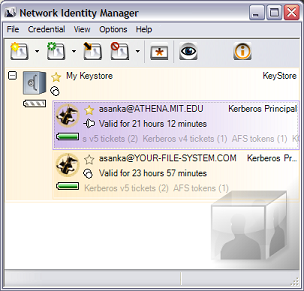 Network Identity Manager
File Credential View Options Help
My Keystore KeyStore
asanka@ATHENA.MIT.EDU Kerberos Principal
Valid for 21 hours 12 minutes
s v5 tickets (2) Kerberos v4 tickets (1) AFS tokens (1)
asanka@YOUR-FILE-SYSTEM.COM Kerberos Pr...
Valid for 23 hours 57 minutes
Kerberos v5 tickets (2) AFS tokens (1)